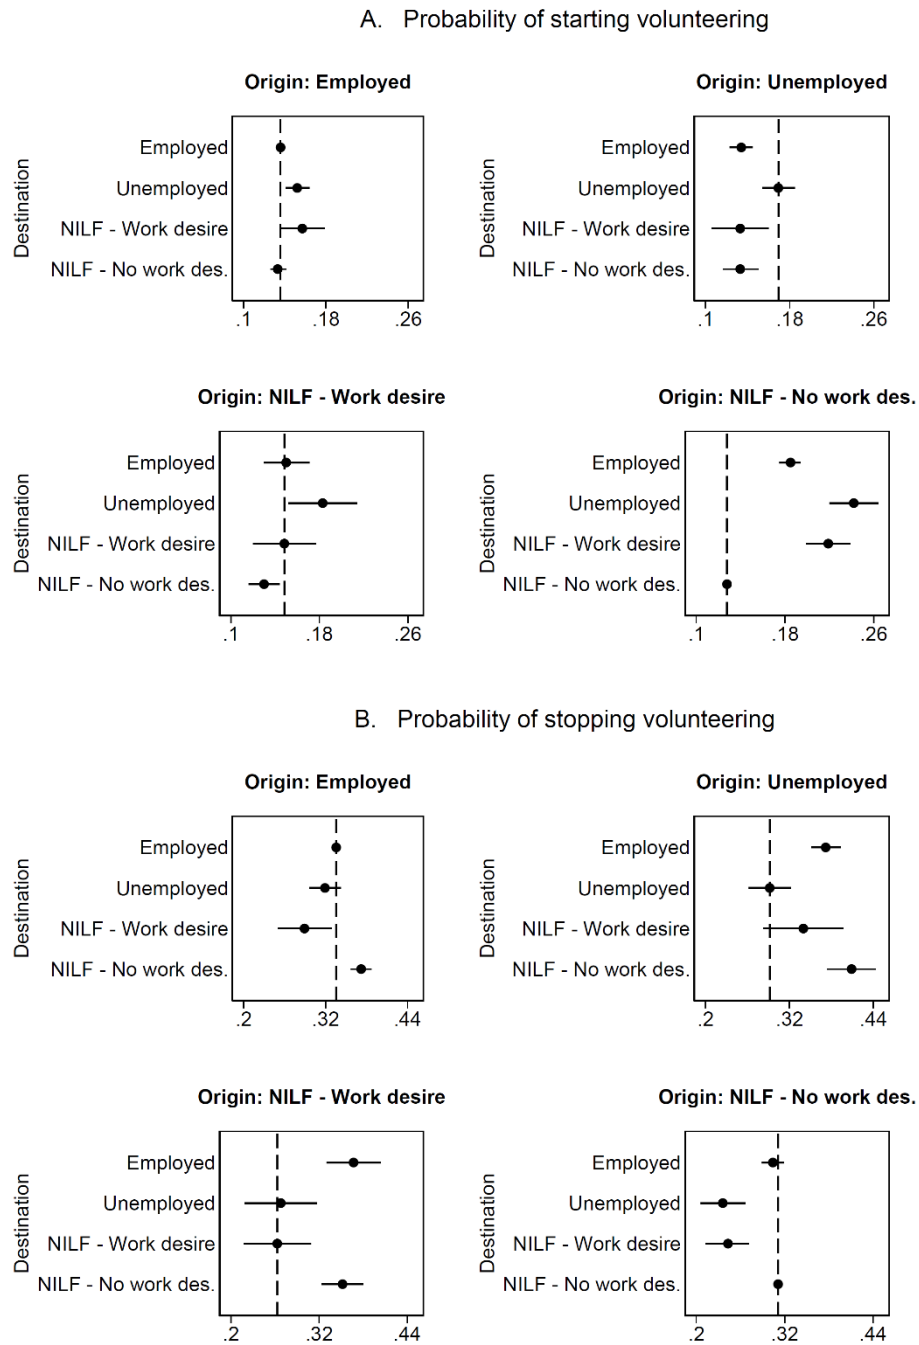 A. Probability of starting volunteering
Origin: Employed
Destination
Employed
Unemployed
NILF - Work desire
NILF - No work des.
.1 .18 .26
Origin: Unemployed
Destination
Employed
Unemployed
NILF - Work desire
NILF - No work des.
.1 .18 .26
Origin: NILF - Work desire
Destination
Employed
Unemployed
NILF - Work desire
NILF - No work des.
.1 .18 .26
Origin: NILF - No work des.
Destination
Employed
Unemployed
NILF - Work desire
NILF - No work des.
.1 .18 .26
B. Probability of stopping volunteering
Origin: Employed
Destination
Employed
Unemployed
NILF - Work desire
NILF - No work des.
.2 .32 .44
Origin: Unemployed
Destination
Employed
Unemployed
NILF - Work desire
NILF - No work des.
.2 .32 .44
Origin: NILF - Work desire
Destination
Employed
Unemployed
NILF - Work desire
NILF - No work des.
.2 .32 .44
Origin: NILF - No work des.
Destination
Employed
Unemployed
NILF - Work desire
NILF - No work des.
.2 .32 .44